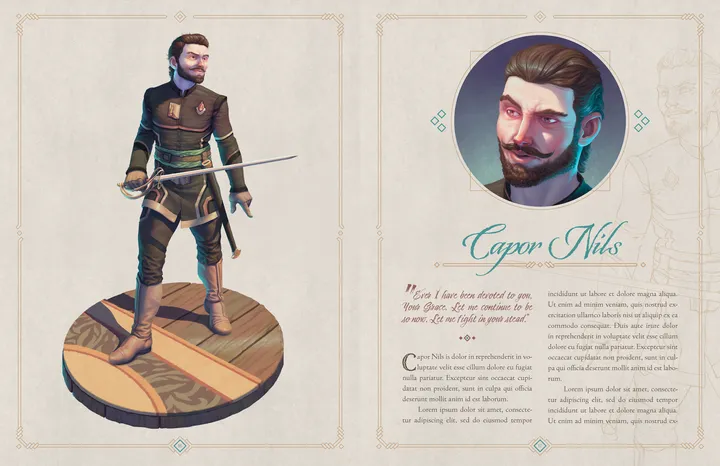 Capor Nils
"Ever I have been devoted to you,
Your Grace. Let me continue to be
so now. Let me fight in your stead."
Capor Nils is dolor in reprehenderit in vo-
luptate velit esse cillum dolore eu fugiat
nulla pariatur. Excepteur sint occaecat cupi-
datat non proident, sunt in culpa qui officia
deserunt mollit anim id est laborum.
Lorem ipsum dolor sit amet, consecte-
tur adipiscing elit, sed do eiusmod tempor
incididunt ut labore et dolore magna aliqua.
Ut enim ad minim veniam, quis nostrud ex-
ercitation ullamco laboris nisi ut aliquip ex ea
commodo consequat. Duis aute irure dolor
in reprehenderit in voluptate velit esse cillum
dolore eu fugiat nulla pariatur. Excepteur sint
occaecat cupidatat non proident, sunt in cul-
pa qui officia deserunt mollit anim id est labo-
rum.
Lorem ipsum dolor sit amet, consecte-
tur adipiscing elit, sed do eiusmod tempor
incididunt ut labore et dolore magna aliqua.
Ut enim ad minim veniam, quis nostrud ex-